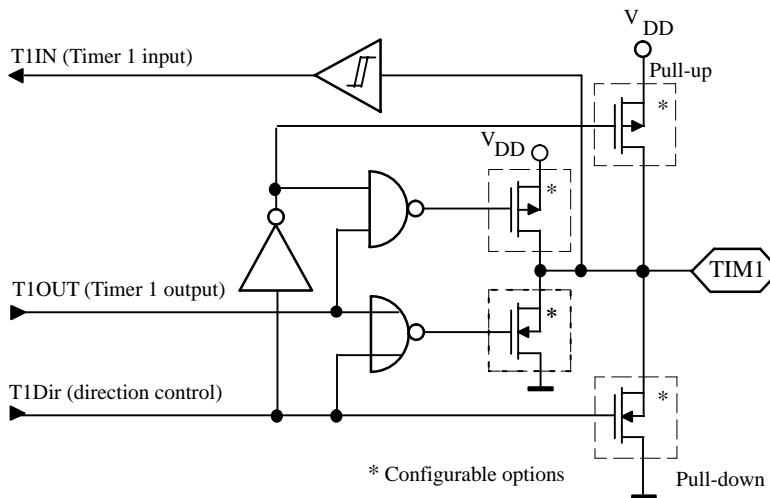 V
DD
T1IN (Timer 1 input)
Pull-up
*
V
DD
*
TIM1
T1OUT (Timer 1 output)
*
T1Dir (direction control)
*
* Configurable options
Pull-down